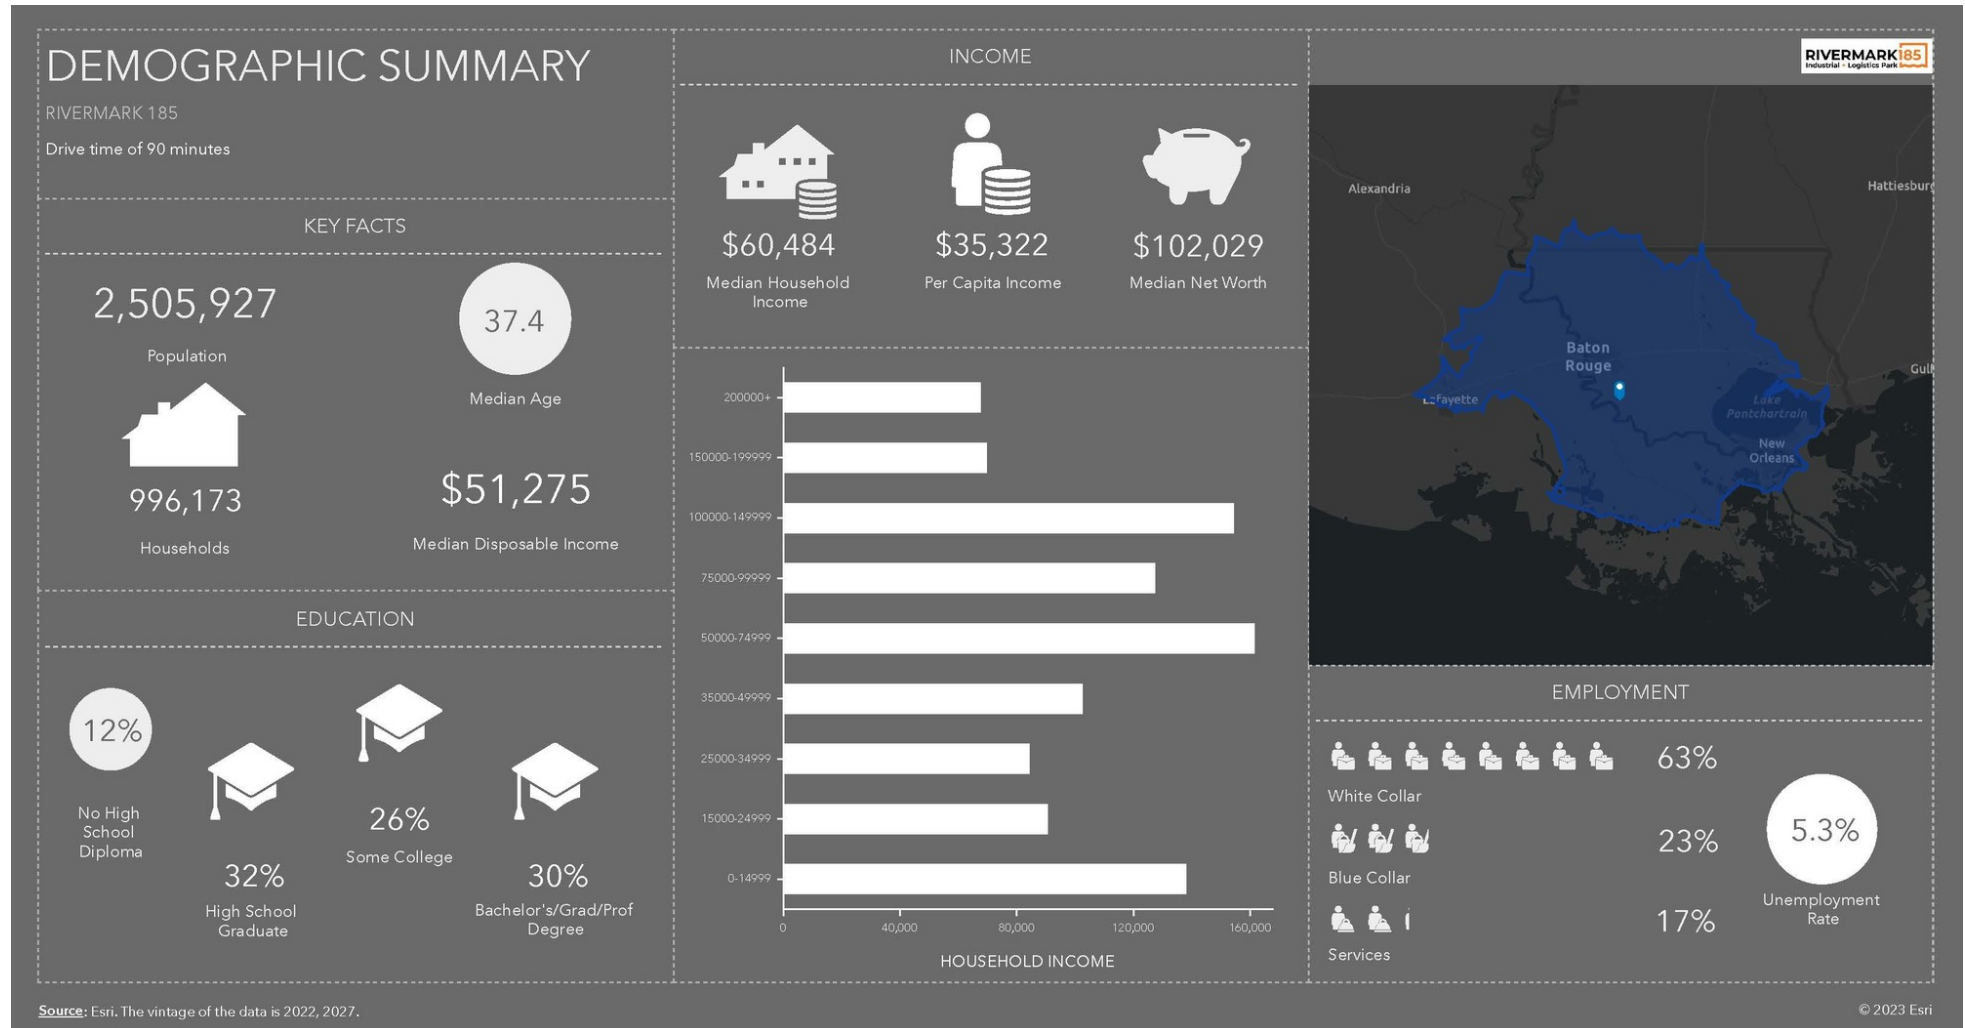 DEMOGRAPHIC SUMMARY
RIVERMARK 185
Drive time of 90 minutes
KEY FACTS
2,505,927
Population
37.4
Median Age
996,173
Households
$51,275
Median Disposable Income
EDUCATION
12%
No High
School
Diploma
32%
High School
Graduate
26%
Some College
30%
Bachelor's/Grad/Prof
Degree
INCOME
$60,484
Median Household
Income
$35,322
Per Capita Income
$102,029
Median Net Worth
200000+
150000-199999
100000-149999
75000-99999
50000-74999
35000-49999
25000-34999
15000-24999
0-14999
0
40,000
80,000
120,000
160,000
HOUSEHOLD INCOME
RIVERMARK185
Industrial - Logistics Park
Alexandria
Hattiesburg
Baton
Rouge
Gulf
Lafayette
Lake
Pontchartrain
New
Orleans
EMPLOYMENT
63%
White Collar
23%
Blue Collar
17%
Services
5.3%
Unemployment
Rate
Source: Esri. The vintage of the data is 2022, 2027.
© 2023 Esri